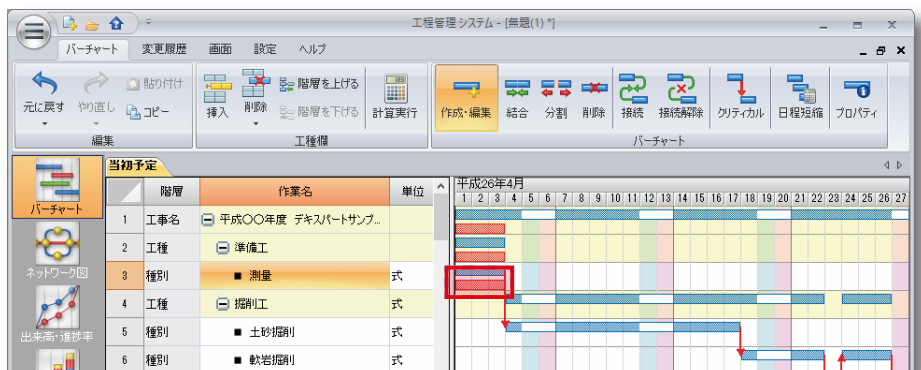 工程管理システム - [無題(1) *]
バーチャート 変更履歴 画面 設定 ヘルプ
元に戻す やり直し 貼り付け コピー 挿入 削除 階層を上げる 階層を下げる 計算実行 作成・編集 結合 分割 削除 接続 接続解除 クリティカル 日程短縮 プロパティ
編集 工種欄 バーチャート
バーチャート
ネットワーク図
出来高・進捗率
当初予定
階層 作業名 単位 平成26年4月
1 2 3 4 5 6 7 8 9 10 11 12 13 14 15 16 17 18 19 20 21 22 23 24 25 26 27
1 工事名 平成〇〇年度 デキスパートサンプ...
2 工種 準備工
3 種別 ■ 測量 式
4 工種 掘削工 式
5 種別 ■ 土砂掘削 式
6 種別 ■ 軟岩掘削 式